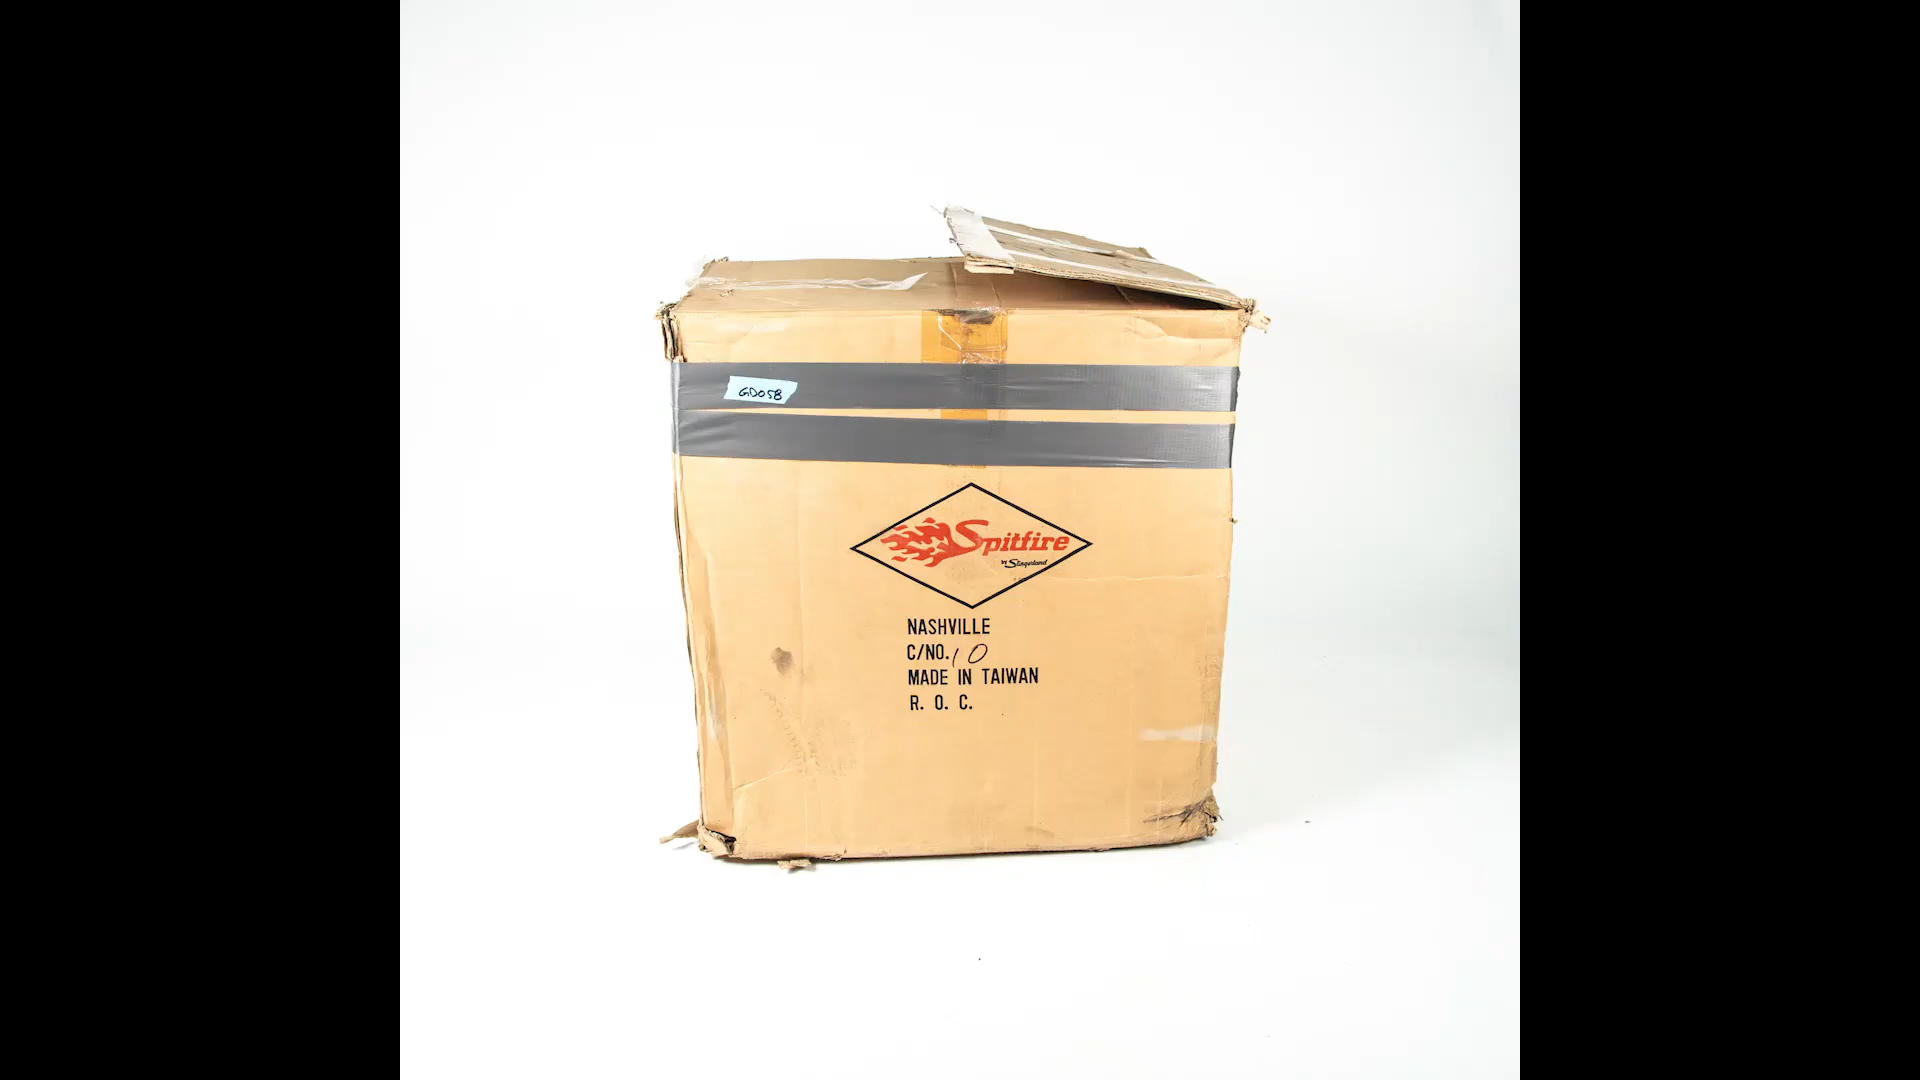 GD058
Spitfire
by Slingerland
NASHVILLE
C/NO. 10
MADE IN TAIWAN
R. O. C.